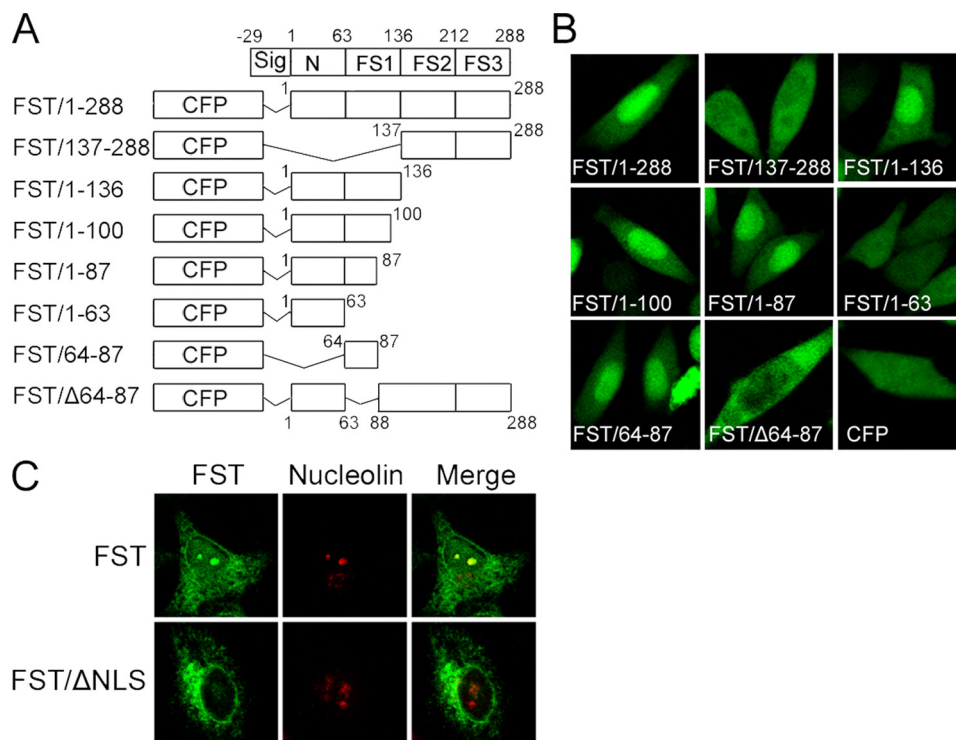 A
-29 1 63 136 212 288
Sig N FS1 FS2 FS3
FST/1-288 CFP 1 288
FST/137-288 CFP 137 288
FST/1-136 CFP 1 136
FST/1-100 CFP 1 100
FST/1-87 CFP 1 87
FST/1-63 CFP 1 63
FST/64-87 CFP 64 87
FST/Δ64-87 CFP
1 63 88 288
B
FST/1-288 FST/137-288 FST/1-136
FST/1-100 FST/1-87 FST/1-63
FST/64-87 FST/Δ64-87 CFP
C
FST Nucleolin Merge
FST
FST/ΔNLS